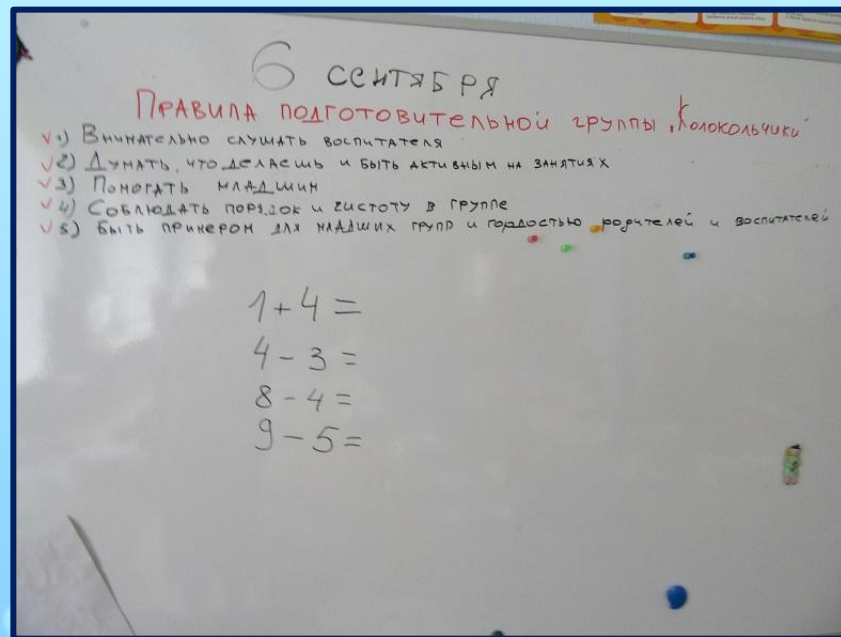 6 СЕНТЯБРЯ
ПРАВИЛА ПОДГОТОВИТЕЛЬНОЙ ГРУППЫ „Колокольчики"
1) ВНИМАТЕЛЬНО СЛУШАТЬ ВОСПИТАТЕЛЯ
2) ДУМАТЬ, ЧТО ДЕЛАЕШЬ И БЫТЬ АКТИВНЫМ НА ЗАНЯТИЯХ
3) ПОМОГАТЬ МЛАДШИМ
4) СОБЛЮДАТЬ ПОРЯДОК И ЧИСТОТУ В ГРУППЕ
5) БЫТЬ ПРИМЕРОМ ДЛЯ МЛАДШИХ ГРУПП И ГОРДОСТЬЮ РОДИТЕЛЕЙ И ВОСПИТАТЕЛЕЙ
1 + 4 =
4 - 3 =
8 - 4 =
9 - 5 =